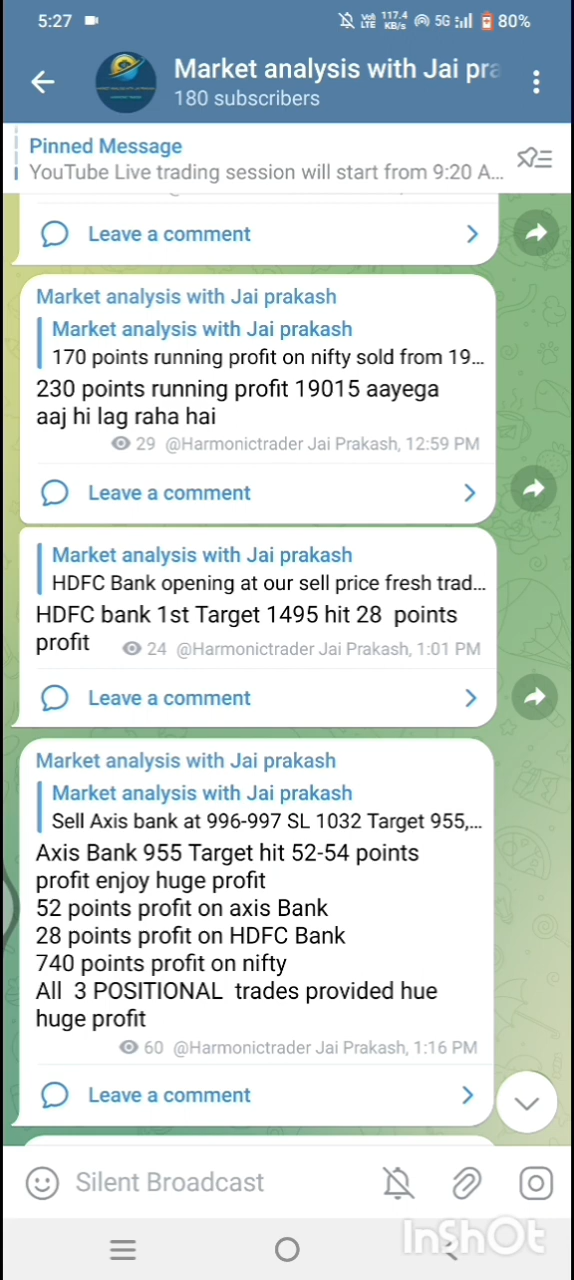 5:27
Vo)
LTE
117.4
KB/s
5G
80%
Market analysis with Jai pra
180 subscribers
Pinned Message
YouTube Live trading session will start from 9:20 A...
Leave a comment
Market analysis with Jai prakash
Market analysis with Jai prakash
170 points running profit on nifty sold from 19...
230 points running profit 19015 aayega
aaj hi lag raha hai
29 @Harmonictrader Jai Prakash, 12:59 PM
Leave a comment
Market analysis with Jai prakash
HDFC Bank opening at our sell price fresh trad...
HDFC bank 1st Target 1495 hit 28 points
profit 24 @Harmonictrader Jai Prakash, 1:01 PM
Leave a comment
Market analysis with Jai prakash
Market analysis with Jai prakash
Sell Axis bank at 996-997 SL 1032 Target 955,...
Axis Bank 955 Target hit 52-54 points
profit enjoy huge profit
52 points profit on axis Bank
28 points profit on HDFC Bank
740 points profit on nifty
All 3 POSITIONAL trades provided hue
huge profit
60 @Harmonictrader Jai Prakash, 1:16 PM
Leave a comment
Silent Broadcast
InShOt